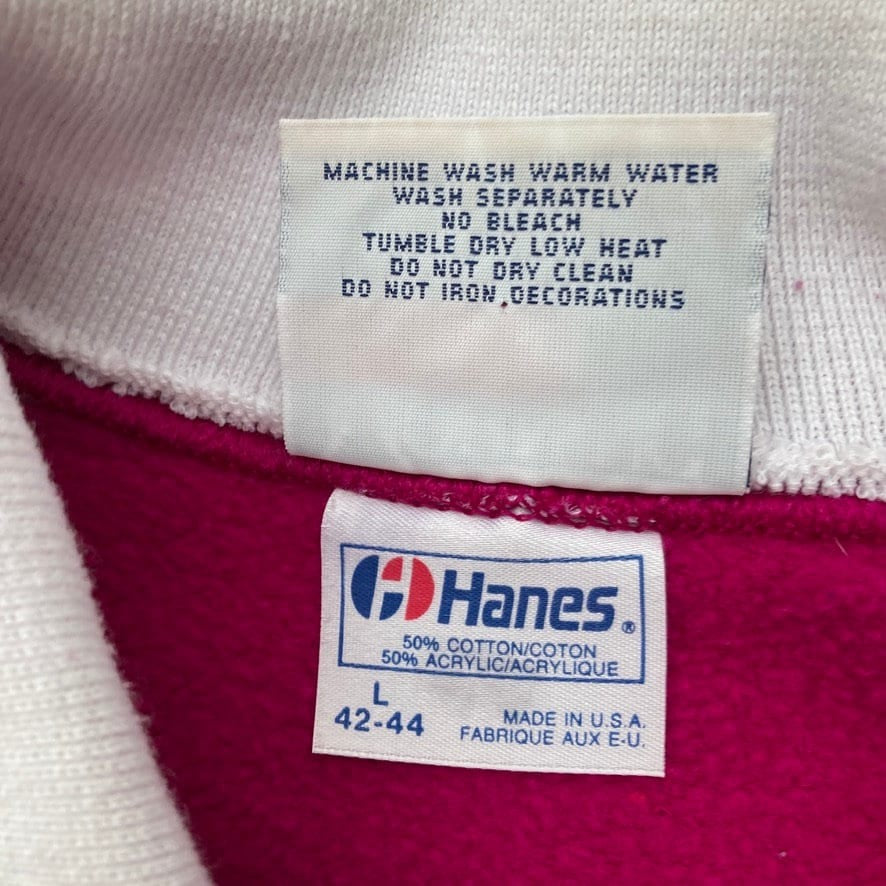 MACHINE WASH WARM WATER
WASH SEPARATELY
NO BLEACH
TUMBLE DRY LOW HEAT
DO NOT DRY CLEAN
DO NOT IRON DECORATIONS
Hanes®
50% COTTON/COTON
50% ACRYLIC/ACRYLIQUE
L
42-44
MADE IN U.S.A.
FABRIQUE AUX E-U.